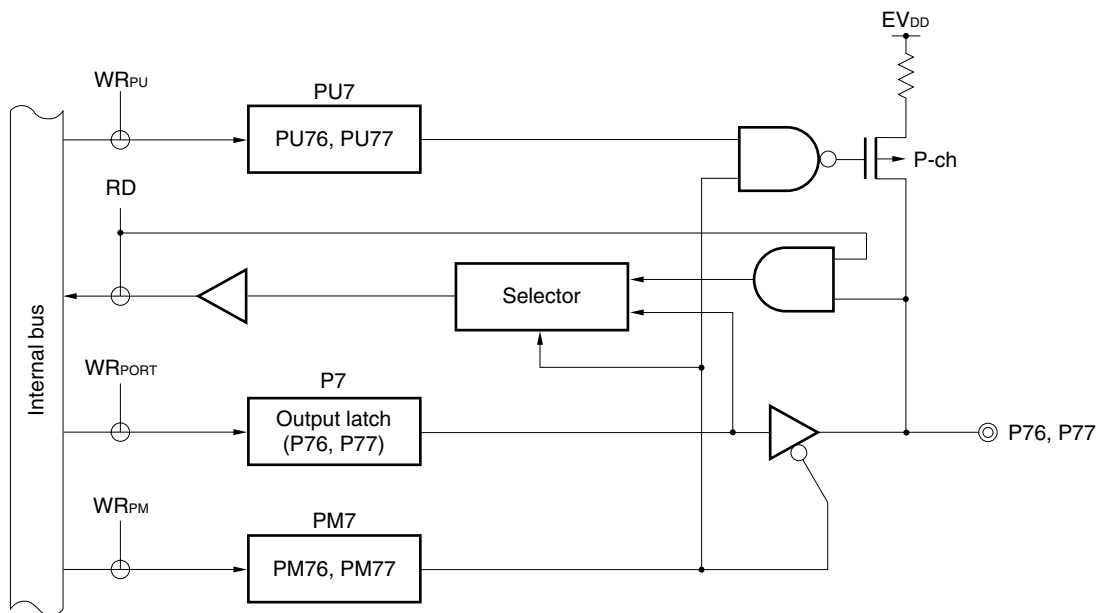 EVDD
WRPU
PU7
PU76, PU77
P-ch
RD
Selector
Internal bus
WRPORT
P7
Output latch
(P76, P77)
P76, P77
WRPM
PM7
PM76, PM77